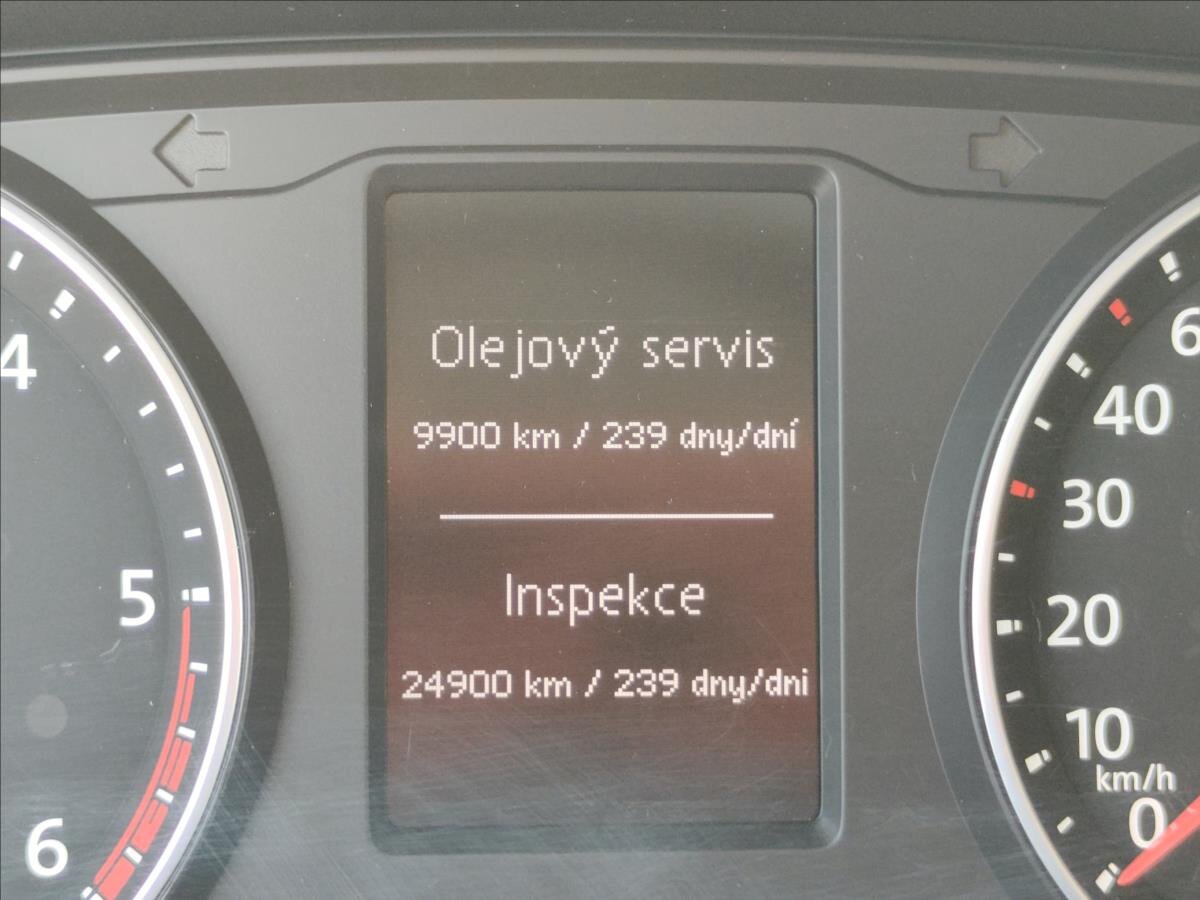 Olejový servis
9900 km / 239 dny/dní
Inspekce
24900 km / 239 dny/dni
4
5
6
6
40
30
20
10
km/h
0